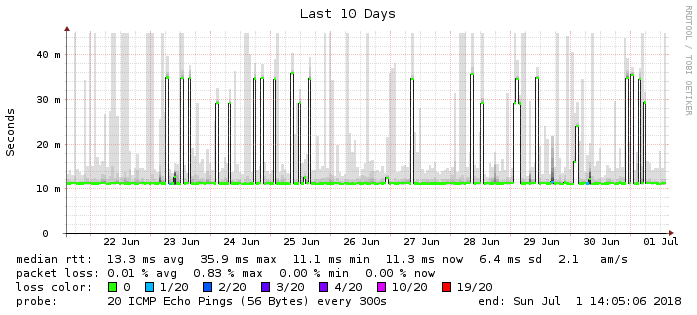 Last 10 Days
RRDTOOL / TOBI OETIKER
Seconds
40 m
30 m
20 m
10 m
0
22 Jun 23 Jun 24 Jun 25 Jun 26 Jun 27 Jun 28 Jun 29 Jun 30 Jun 01 Jul
median rtt: 13.3 ms avg 35.9 ms max 11.1 ms min 11.3 ms now 6.4 ms sd 2.1 am/s
packet loss: 0.01 % avg 0.83 % max 0.00 % min 0.00 % now
loss color: 0 1/20 2/20 3/20 4/20 10/20 19/20
probe: 20 ICMP Echo Pings (56 Bytes) every 300s end: Sun Jul 1 14:05:06 2018